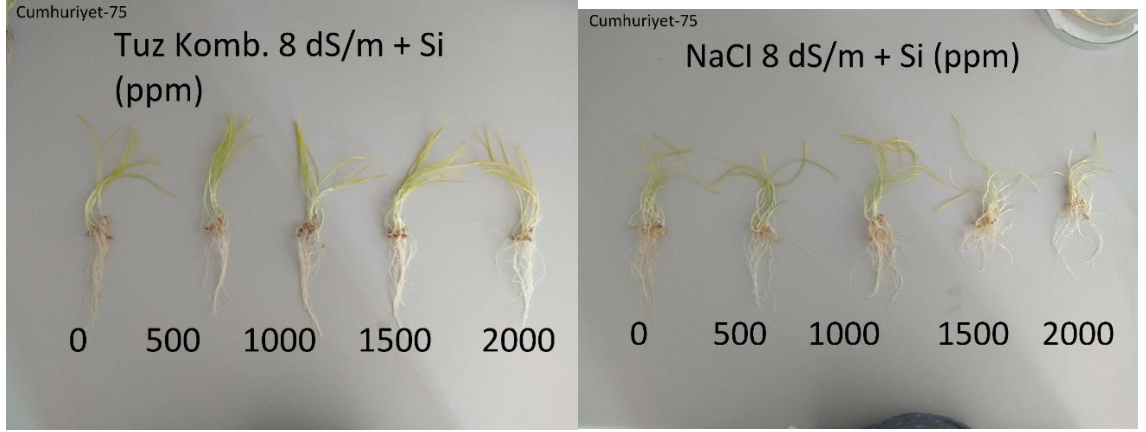 Cumhuriyet-75
Tuz Komb. 8 dS/m + Si
(ppm)
0 500 1000 1500 2000
Cumhuriyet-75
NaCI 8 dS/m + Si (ppm)
0 500 1000 1500 2000